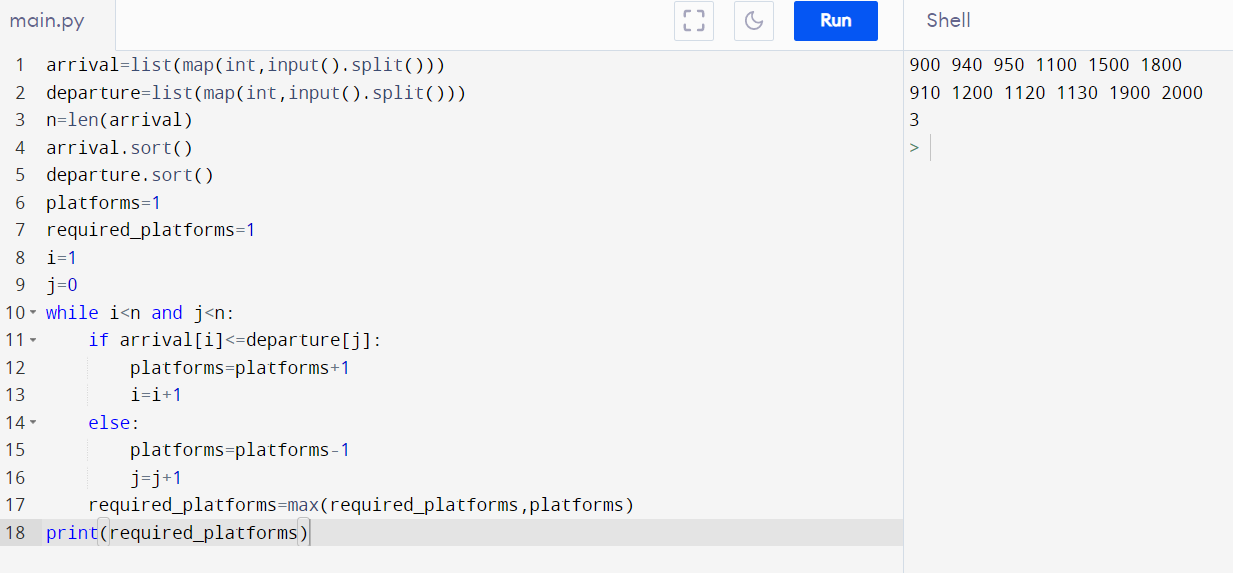 main.py Run Shell
1 arrival=list(map(int,input().split()))
2 departure=list(map(int,input().split()))
3 n=len(arrival)
4 arrival.sort()
5 departure.sort()
6 platforms=1
7 required_platforms=1
8 i=1
9 j=0
10 while i<n and j<n:
11     if arrival[i]<=departure[j]:
12         platforms=platforms+1
13         i=i+1
14     else:
15         platforms=platforms-1
16         j=j+1
17     required_platforms=max(required_platforms,platforms)
18 print(required_platforms)
900 940 950 1100 1500 1800
910 1200 1120 1130 1900 2000
3
>